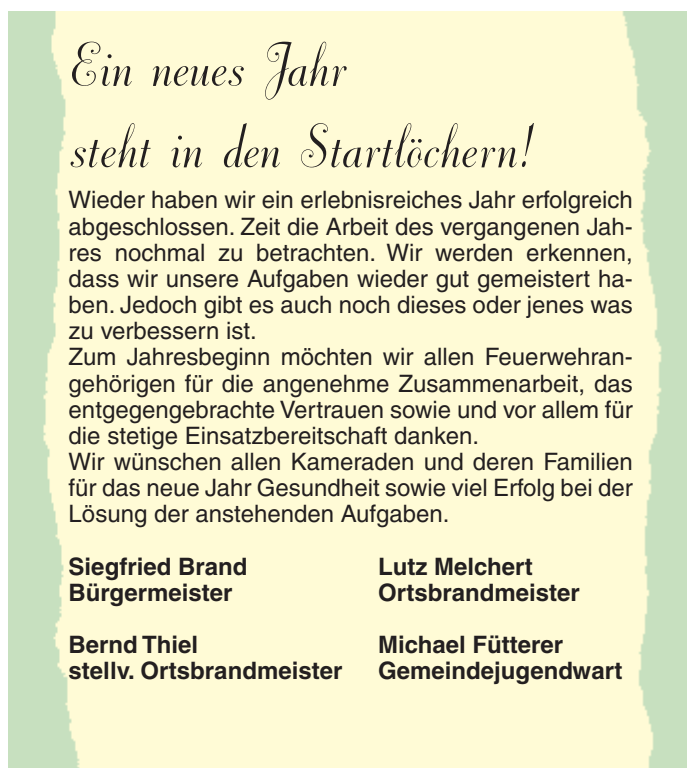 Ein neues Jahr
steht in den Startlöchern!
Wieder haben wir ein erlebnisreiches Jahr erfolgreich
abgeschlossen. Zeit die Arbeit des vergangenen Jah-
res nochmal zu betrachten. Wir werden erkennen,
dass wir unsere Aufgaben wieder gut gemeistert ha-
ben. Jedoch gibt es auch noch dieses oder jenes was
zu verbessern ist.
Zum Jahresbeginn möchten wir allen Feuerwehran-
gehörigen für die angenehme Zusammenarbeit, das
entgegengebrachte Vertrauen sowie und vor allem für
die stetige Einsatzbereitschaft danken.
Wir wünschen allen Kameraden und deren Familien
für das neue Jahr Gesundheit sowie viel Erfolg bei der
Lösung der anstehenden Aufgaben.
Siegfried Brand Lutz Melchert
Bürgermeister Ortsbrandmeister
Bernd Thiel Michael Fütterer
stellv. Ortsbrandmeister Gemeindejugendwart